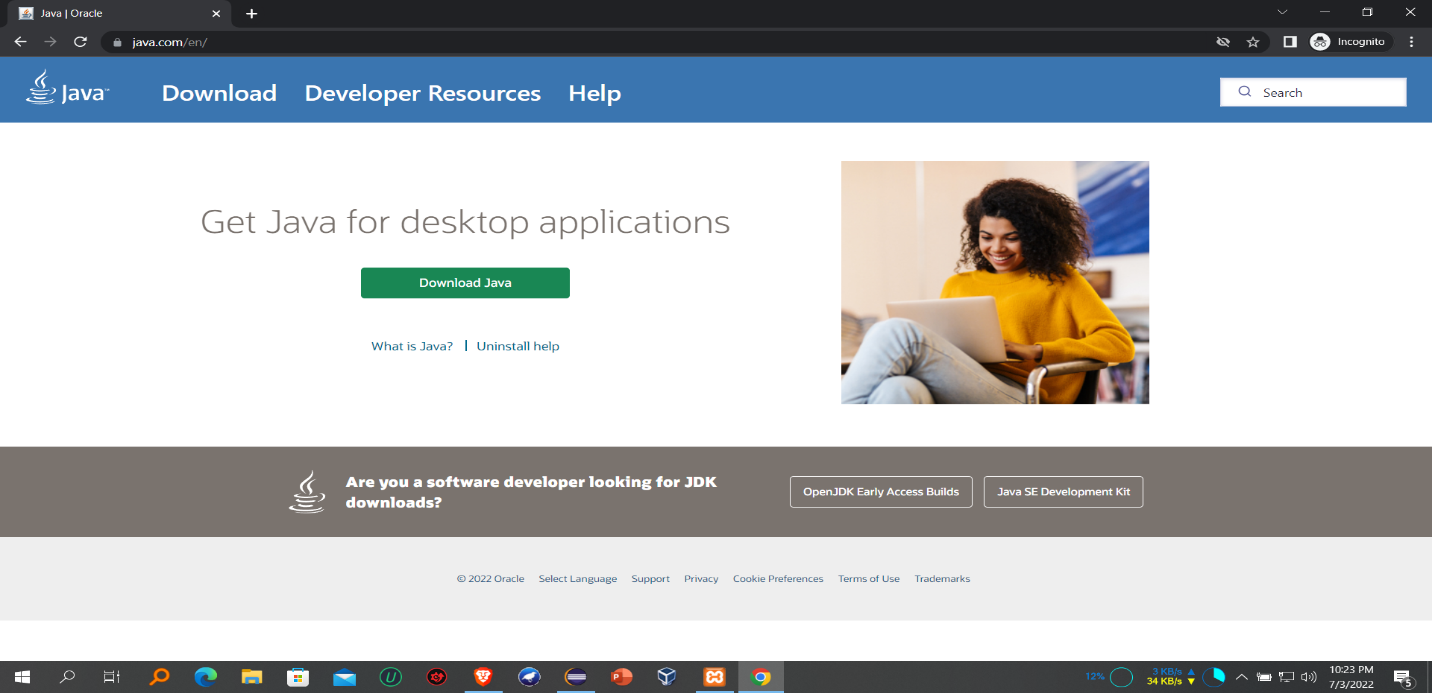 Java | Oracle
java.com/en/
Incognito
Java™
Download
Developer Resources
Help
Search
Get Java for desktop applications
Download Java
What is Java?
Uninstall help
Are you a software developer looking for JDK
downloads?
OpenJDK Early Access Builds
Java SE Development Kit
© 2022 Oracle
Select Language
Support
Privacy
Cookie Preferences
Terms of Use
Trademarks
12%
3 KB/s
34 KB/s
10:23 PM
7/3/2022
5